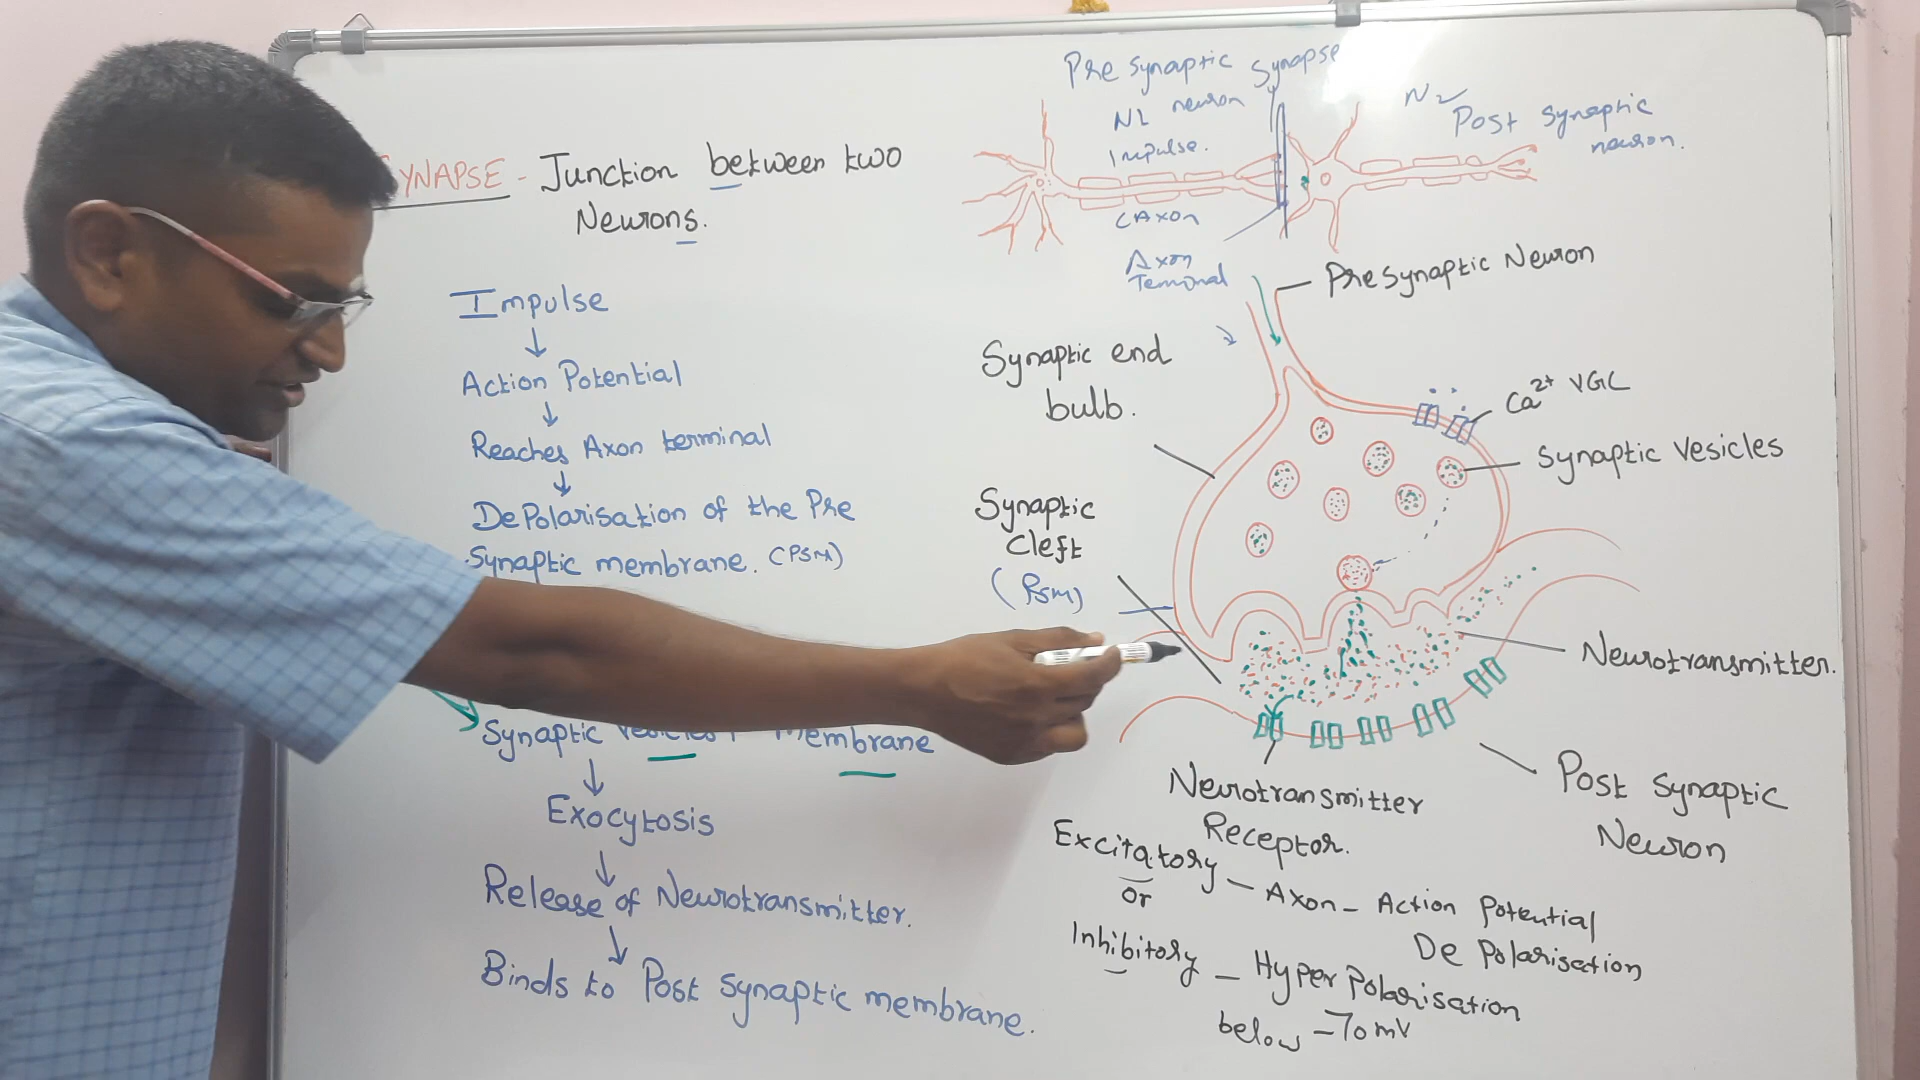 SYNAPSE - Junction between two
Neurons.
Impulse
↓
Action Potential
↓
Reaches Axon terminal
↓
DePolarisation of the Pre
Synaptic membrane. (PSM)
Synaptic Vesicles + Membrane
↓
Exocytosis
↓
Release of Neurotransmitter.
↓
Binds to Post Synaptic membrane.
Pre Synaptic
neuron
Synapse
N1
Impulse.
Axon
Axon
Terminal
N2
Post Synaptic
neuron.
Presynaptic Neuron
Synaptic end
bulb.
Ca2+ VGC
Synaptic Vesicles
Synaptic
Cleft
(PSM)
Neurotransmitter.
Neurotransmitter
Receptor.
Post Synaptic
Neuron
Excitatory - Axon - Action Potential
De Polarisation
or
Inhibitory - Hyper Polarisation
below -70mV